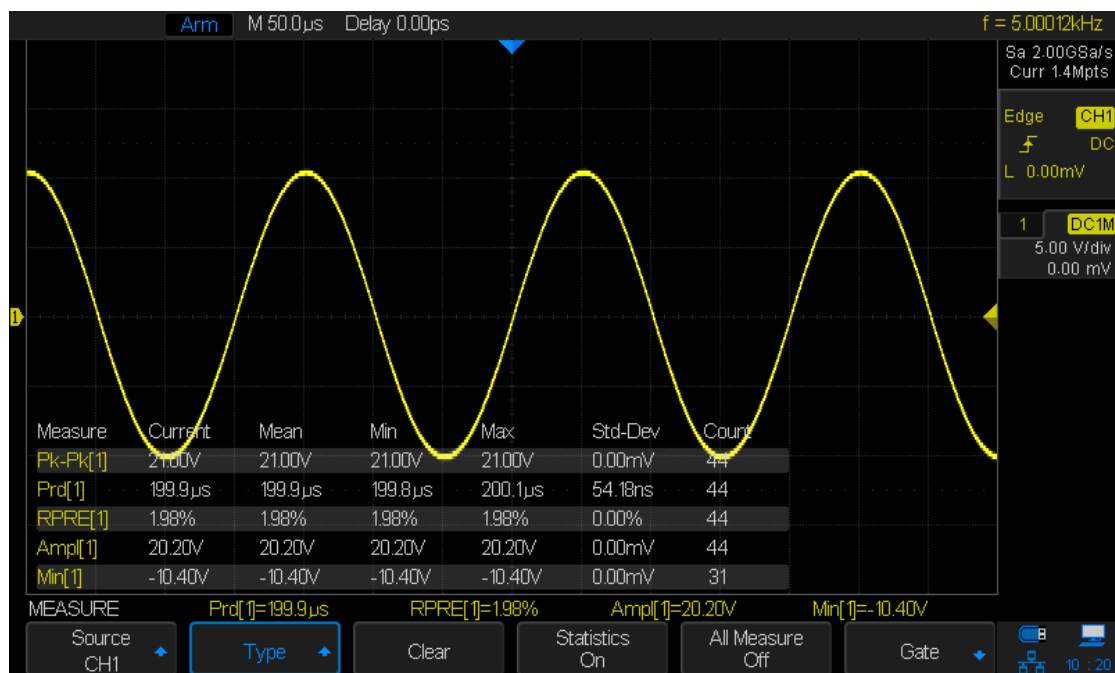 Arm M 50.0µs Delay 0.00ps f = 5.00012kHz
Sa 2.00GSa/s
Curr 1.4Mpts
Edge CH1
DC
L 0.00mV
1 DC1M
5.00 V/div
0.00 mV
1
Measure Current Mean Min Max Std-Dev Count
Pk-Pk[1] 21.00V 21.00V 21.00V 21.00V 0.00mV 44
Prd[1] 199.9µs 199.9µs 199.8µs 200.1µs 54.18ns 44
RPRE[1] 1.98% 1.98% 1.98% 1.98% 0.00% 44
Ampl[1] 20.20V 20.20V 20.20V 20.20V 0.00mV 44
Min[1] -10.40V -10.40V -10.40V -10.40V 0.00mV 31
MEASURE Prd[1]=199.9µs RPRE[1]=1.98% Ampl[1]=20.20V Min[1]=-10.40V
Source
CH1
Type
Clear
Statistics
On
All Measure
Off
Gate
10 : 20